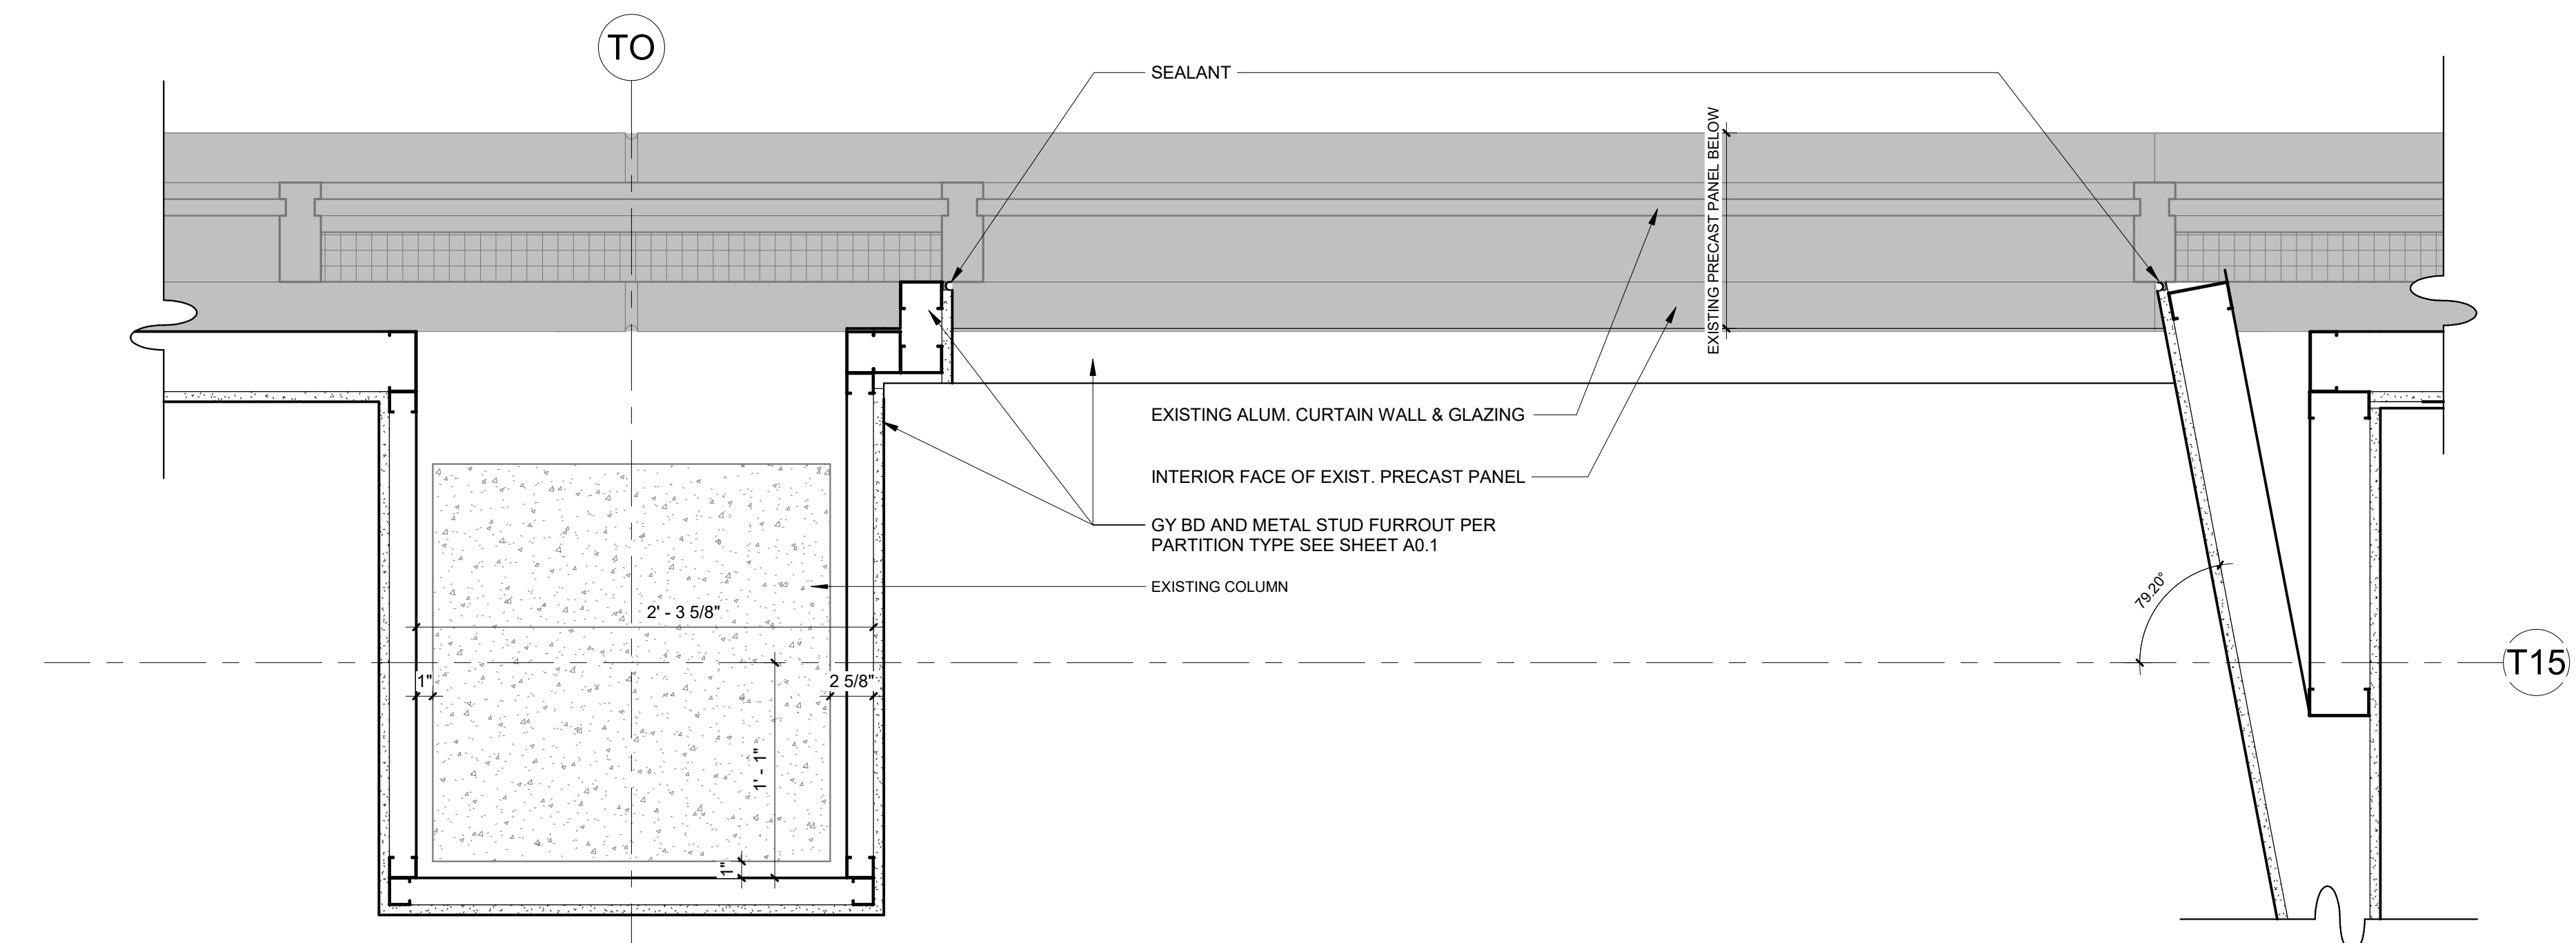 TO
SEALANT
EXISTING PRECAST PANEL BELOW
EXISTING ALUM. CURTAIN WALL & GLAZING
INTERIOR FACE OF EXIST. PRECAST PANEL
GY BD AND METAL STUD FURROUT PER
PARTITION TYPE SEE SHEET A0.1
EXISTING COLUMN
2' - 3 5/8"
79.20°
T15
1"
2 5/8"
1' - 1"
1"